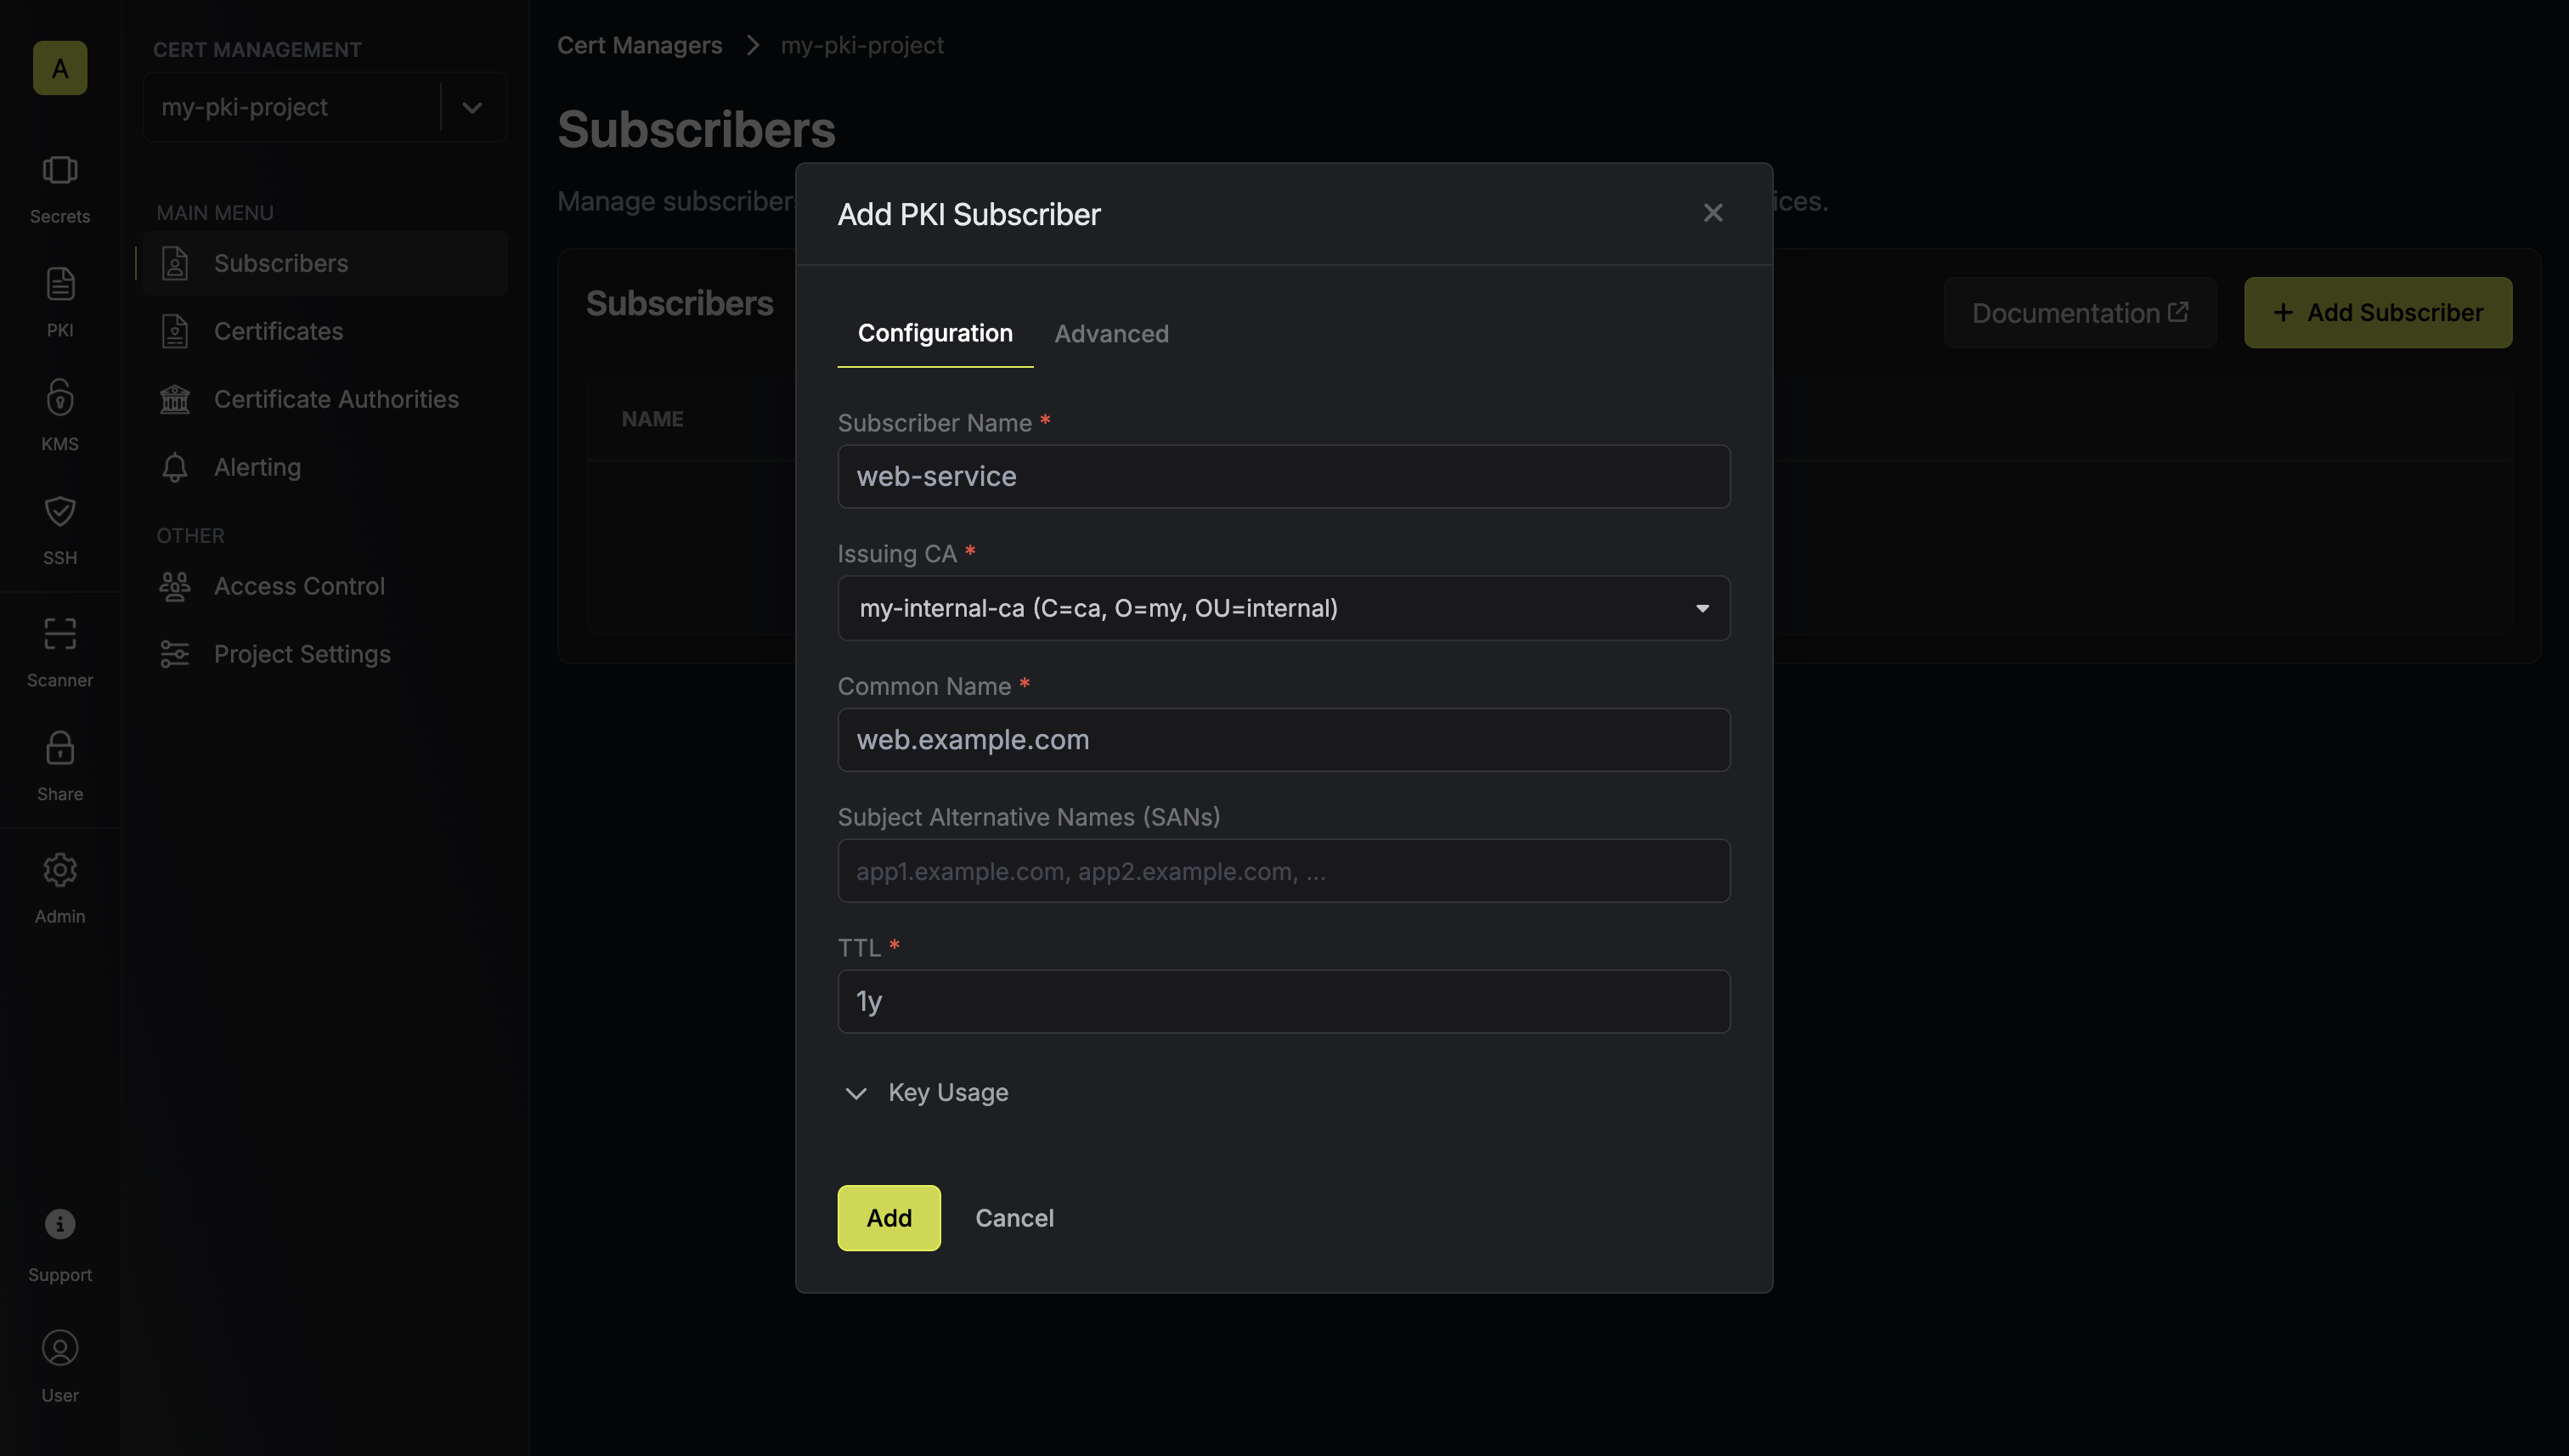 A
Secrets
PKI
KMS
SSH
Scanner
Share
Admin
Support
User
CERT MANAGEMENT
my-pki-project
MAIN MENU
Subscribers
Certificates
Certificate Authorities
Alerting
OTHER
Access Control
Project Settings
Cert Managers my-pki-project
Subscribers
Manage subscriber ices.
Subscribers
Documentation
+ Add Subscriber
NAME
Add PKI Subscriber
Configuration Advanced
Subscriber Name *
web-service
Issuing CA *
my-internal-ca (C=ca, O=my, OU=internal)
Common Name *
web.example.com
Subject Alternative Names (SANs)
app1.example.com, app2.example.com, ...
TTL *
1y
Key Usage
Add Cancel